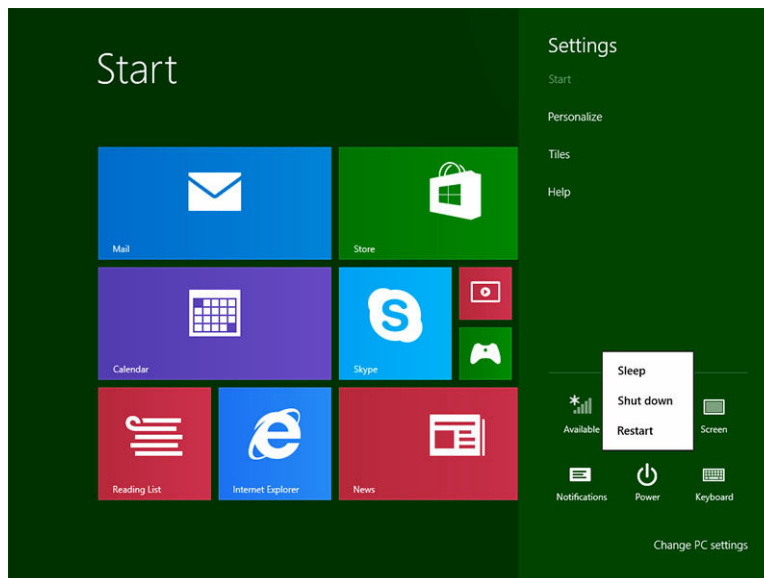 Start
Mail
Store
Calendar
Skype
Reading List
Internet Explorer
News
Settings
Start
Personalize
Tiles
Help
Sleep
Shut down
Restart
Available
Screen
Notifications
Power
Keyboard
Change PC settings